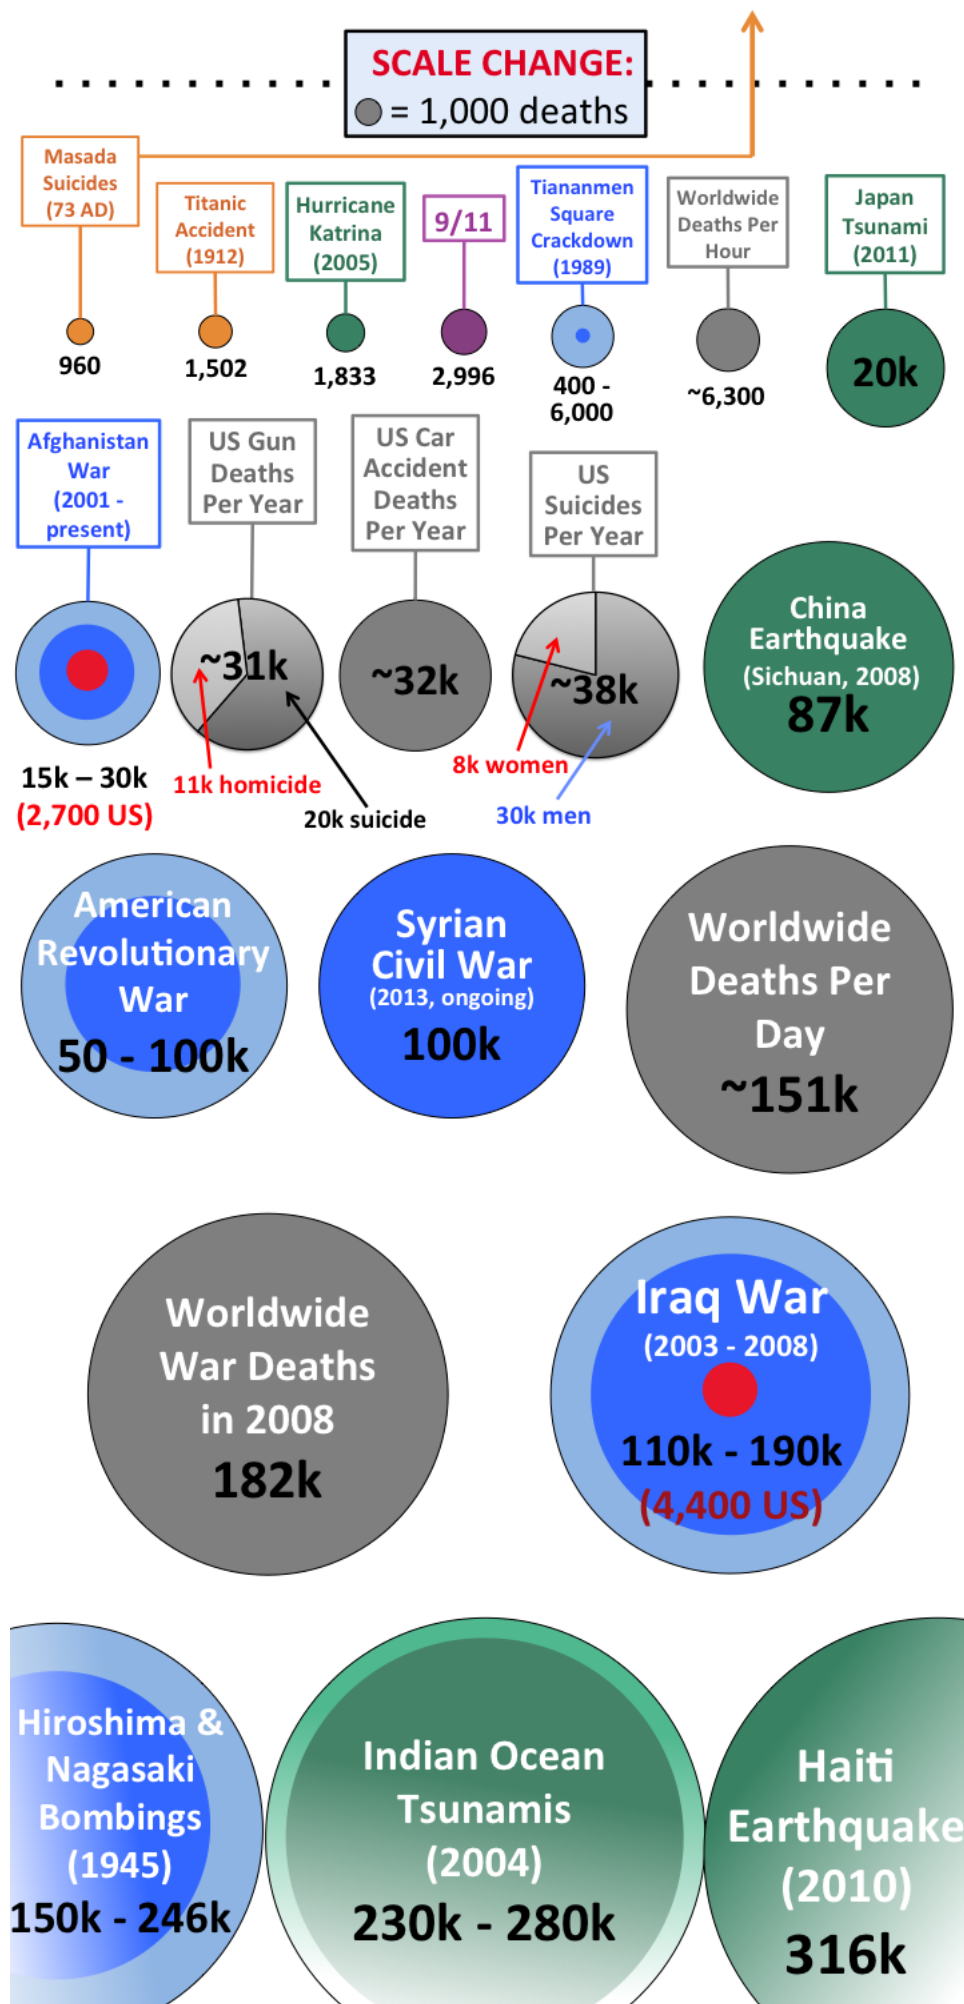 SCALE CHANGE:
= 1,000 deaths
Masada
Suicides
(73 AD)
960
Titanic
Accident
(1912)
1,502
Hurricane
Katrina
(2005)
1,833
9/11
2,996
Tiananmen
Square
Crackdown
(1989)
400 -
6,000
Worldwide
Deaths Per
Hour
~6,300
Japan
Tsunami
(2011)
20k
Afghanistan
War
(2001 -
present)
15k – 30k
(2,700 US)
US Gun
Deaths
Per Year
~31k
11k homicide
20k suicide
US Car
Accident
Deaths
Per Year
~32k
US
Suicides
Per Year
~38k
8k women
30k men
China
Earthquake
(Sichuan, 2008)
87k
American
Revolutionary
War
50 - 100k
Syrian
Civil War
(2013, ongoing)
100k
Worldwide
Deaths Per
Day
~151k
Worldwide
War Deaths
in 2008
182k
Iraq War
(2003 - 2008)
110k - 190k
(4,400 US)
Hiroshima &
Nagasaki
Bombings
(1945)
150k - 246k
Indian Ocean
Tsunamis
(2004)
230k - 280k
Haiti
Earthquake
(2010)
316k